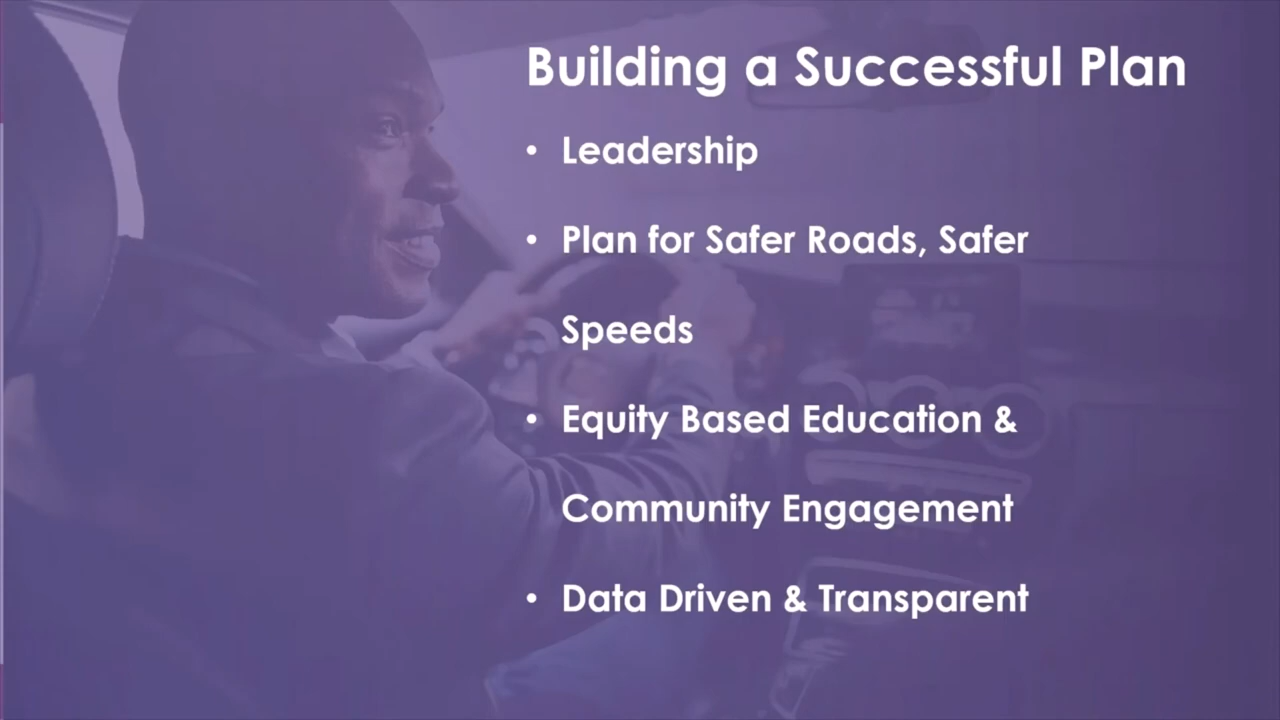 Building a Successful Plan
• Leadership
• Plan for Safer Roads, Safer
Speeds
• Equity Based Education &
Community Engagement
• Data Driven & Transparent